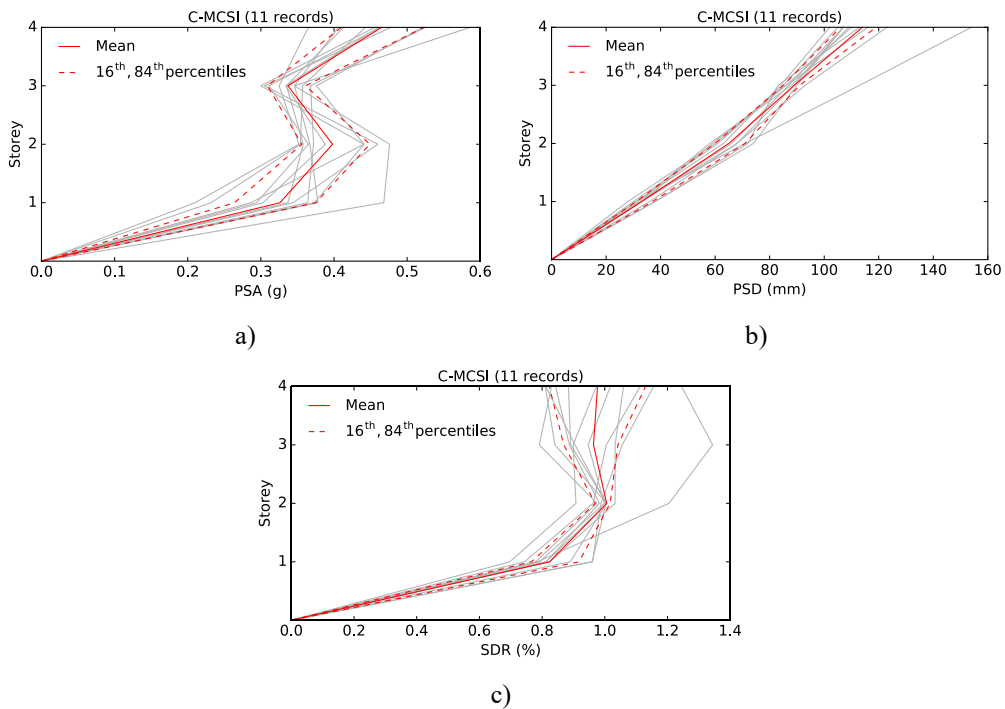 C-MCSI (11 records)
Mean
16th, 84th percentiles
Storey
4
3
2
1
0.0 0.1 0.2 0.3 0.4 0.5 0.6
PSA (g)
a)
C-MCSI (11 records)
Mean
16th, 84th percentiles
Storey
4
3
2
1
0 20 40 60 80 100 120 140 160
PSD (mm)
b)
C-MCSI (11 records)
Mean
16th, 84th percentiles
Storey
4
3
2
1
0.0 0.2 0.4 0.6 0.8 1.0 1.2 1.4
SDR (%)
c)